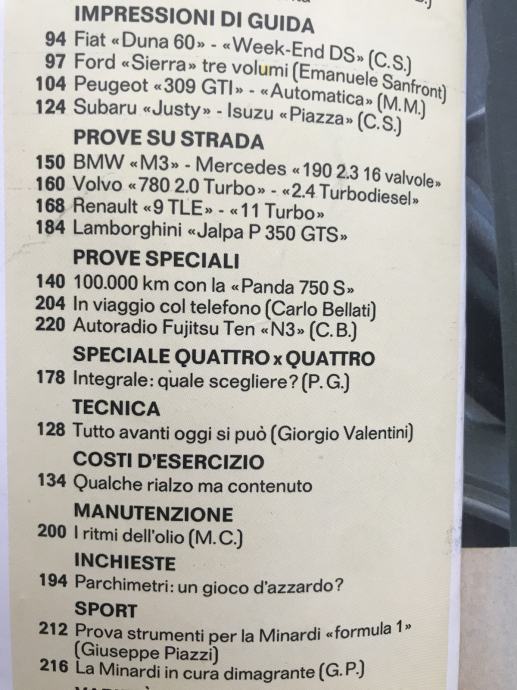 IMPRESSIONI DI GUIDA
94 Fiat «Duna 60» - «Week-End DS» (C.S.)
97 Ford «Sierra» tre volumi (Emanuele Sanfront)
104 Peugeot «309 GTI» - «Automatica» (M.M.)
124 Subaru «Justy» - Isuzu «Piazza» (C.S.)
PROVE SU STRADA
150 BMW «M3» - Mercedes «190 2.3 16 valvole»
160 Volvo «780 2.0 Turbo» - «2.4 Turbodiesel»
168 Renault «9 TLE» - «11 Turbo»
184 Lamborghini «Jalpa P 350 GTS»
PROVE SPECIALI
140 100.000 km con la «Panda 750 S»
204 In viaggio col telefono (Carlo Bellati)
220 Autoradio Fujitsu Ten «N3» (C.B.)
SPECIALE QUATTRO x QUATTRO
178 Integrale: quale scegliere? (P.G.)
TECNICA
128 Tutto avanti oggi si può (Giorgio Valentini)
COSTI D'ESERCIZIO
134 Qualche rialzo ma contenuto
MANUTENZIONE
200 I ritmi dell'olio (M.C.)
INCHIESTE
194 Parchimetri: un gioco d'azzardo?
SPORT
212 Prova strumenti per la Minardi «formula 1»
(Giuseppe Piazzi)
216 La Minardi in cura dimagrante (G.P.)